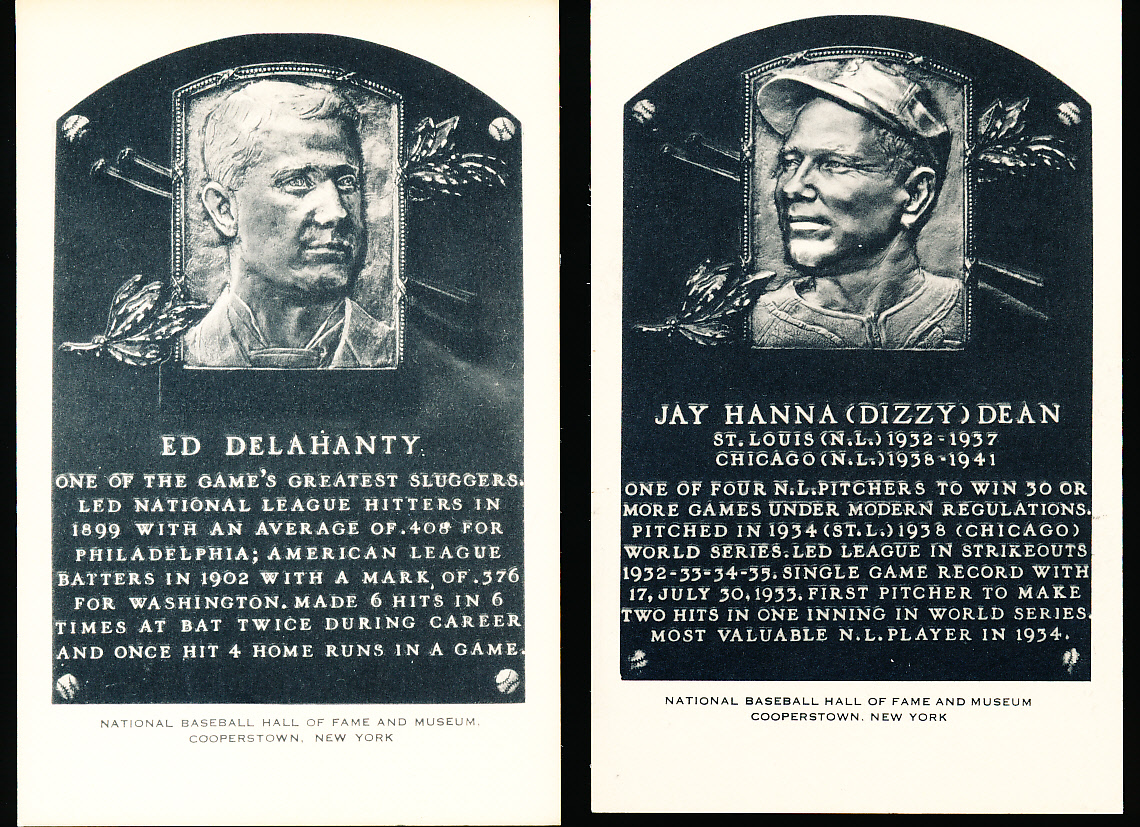 ED DELAHANTY
ONE OF THE GAME'S GREATEST SLUGGERS.
LED NATIONAL LEAGUE HITTERS IN
1899 WITH AN AVERAGE OF .408 FOR
PHILADELPHIA; AMERICAN LEAGUE
BATTERS IN 1902 WITH A MARK OF .376
FOR WASHINGTON. MADE 6 HITS IN 6
TIMES AT BAT TWICE DURING CAREER
AND ONCE HIT 4 HOME RUNS IN A GAME.
NATIONAL BASEBALL HALL OF FAME AND MUSEUM.
COOPERSTOWN, NEW YORK
JAY HANNA (DIZZY) DEAN
ST. LOUIS (N.L.) 1932-1937
CHICAGO (N.L.) 1938-1941
ONE OF FOUR N.L. PITCHERS TO WIN 30 OR
MORE GAMES UNDER MODERN REGULATIONS.
PITCHED IN 1934 (ST.L.) 1938 (CHICAGO)
WORLD SERIES. LED LEAGUE IN STRIKEOUTS
1932-33-34-35. SINGLE GAME RECORD WITH
17, JULY 30, 1933. FIRST PITCHER TO MAKE
TWO HITS IN ONE INNING IN WORLD SERIES.
MOST VALUABLE N.L. PLAYER IN 1934.
NATIONAL BASEBALL HALL OF FAME AND MUSEUM
COOPERSTOWN, NEW YORK